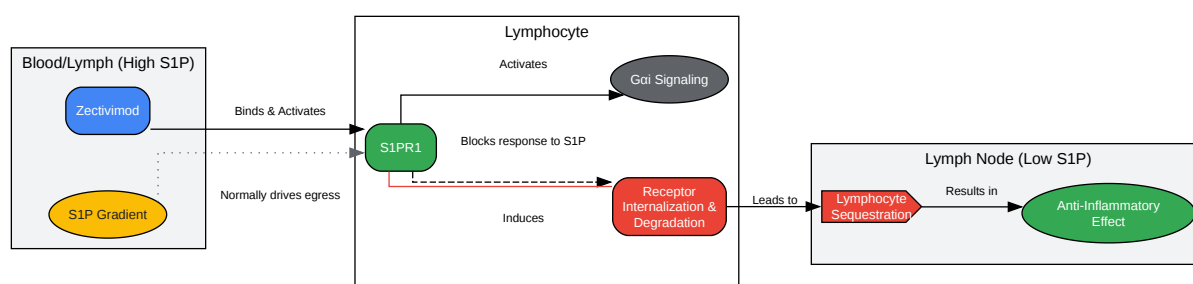 Blood/Lymph (High S1P)
Zectivimod
S1P Gradient
Binds & Activates
Normally drives egress
Lymphocyte
Activates
Gαi Signaling
S1PR1
Blocks response to S1P
Receptor
Internalization &
Degradation
Induces
Leads to
Lymph Node (Low S1P)
Lymphocyte
Sequestration
Results in
Anti-Inflammatory
Effect